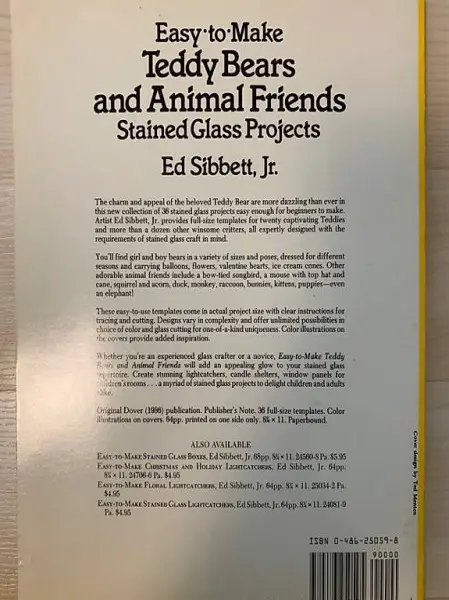 Easy·to·Make
Teddy Bears
and Animal Friends
Stained Glass Projects
Ed Sibbett, Jr.
The charm and appeal of the beloved Teddy Bear are more dazzling than ever in
this new collection of 36 stained glass projects easy enough for beginners to make.
Artist Ed Sibbett, Jr. provides full-size templates for twenty captivating Teddies
and more than a dozen other winsome critters, all expertly designed with the
requirements of stained glass craft in mind.
You'll find girl and boy bears in a variety of sizes and poses, dressed for different
seasons and carrying balloons, flowers, valentine hearts, ice cream cones. Other
adorable animal friends include a bow-tied songbird, a mouse with top hat and
cane, squirrel and acorn, duck, monkey, raccoon, bunnies, kittens, puppies—even
an elephant!
These easy-to-use templates come in actual project size with clear instructions for
tracing and cutting. Designs vary in complexity and offer unlimited possibilities in
choice of color and glass cutting for one-of-a-kind uniqueness. Color illustrations on
the covers provide added inspiration.
Whether you're an experienced glass crafter or a novice, Easy-to-Make Teddy
Bears and Animal Friends will add an appealing glow to your stained glass
repertoire. Create stunning lightcatchers, candle shelters, window panels for
children's rooms . . . a myriad of stained glass projects to delight children and adults
alike.
Original Dover (1986) publication. Publisher's Note. 36 full-size templates. Color
illustrations on covers. 64pp. printed on one side only. 8¼ × 11. Paperbound.
ALSO AVAILABLE
EASY-TO-MAKE STAINED GLASS BOXES, Ed Sibbett, Jr. 68pp. 8¼ × 11. 24560-8 Pa. $5.95
EASY-TO-MAKE CHRISTMAS AND HOLIDAY LIGHTCATCHERS, Ed Sibbett, Jr. 64pp.
8¼ × 11. 24706-6 Pa. $4.95
EASY-TO-MAKE FLORAL LIGHTCATCHERS, Ed Sibbett, Jr. 64pp. 8¼ × 11. 25034-2 Pa.
$4.95
EASY-TO-MAKE STAINED GLASS LIGHTCATCHERS, Ed Sibbett, Jr. 64pp. 8¼ × 11. 24081-9
Pa. $4.95
Cover design by Ted Menten
ISBN 0-486-25059-8
90000